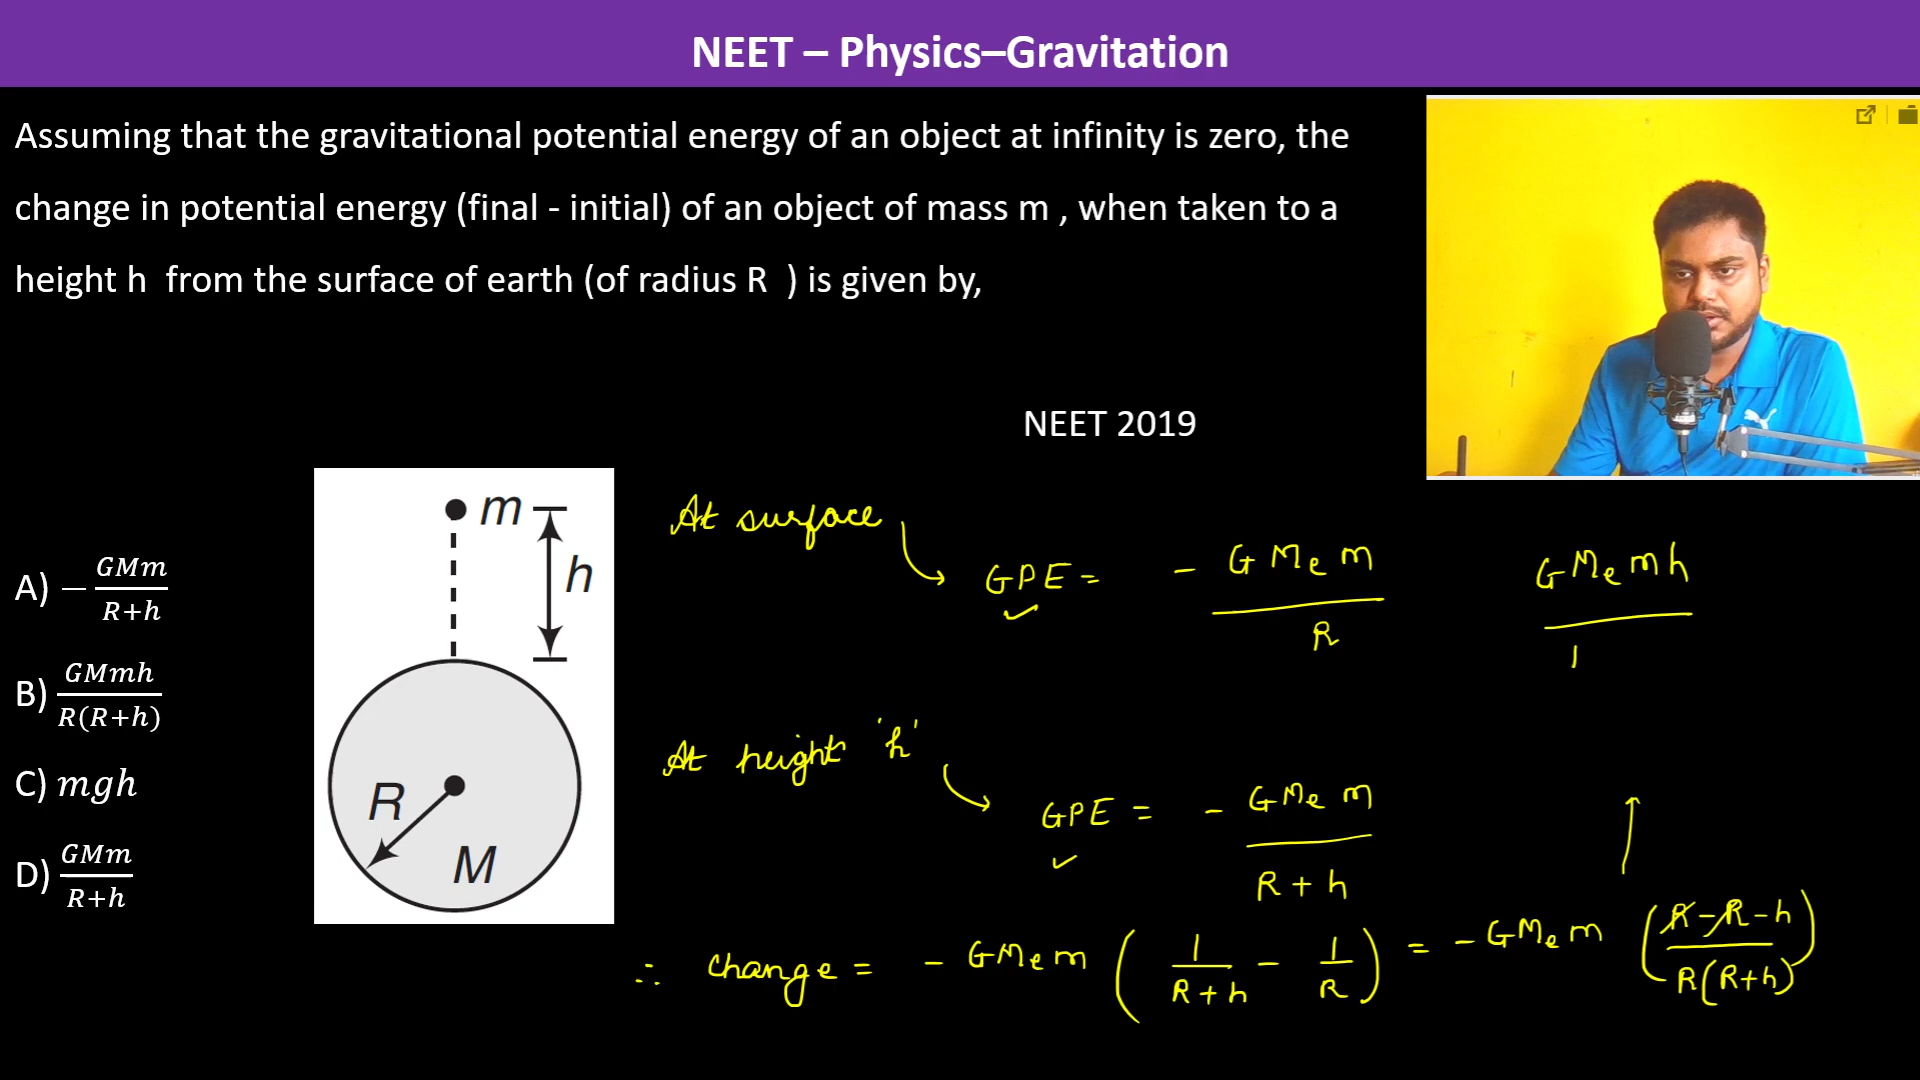 NEET – Physics–Gravitation
Assuming that the gravitational potential energy of an object at infinity is zero, the
change in potential energy (final - initial) of an object of mass m , when taken to a
height h from the surface of earth (of radius R ) is given by,
NEET 2019
A) −GMm/R+h
B) GMmh/R(R+h)
C) mgh
D) GMm/R+h
m
h
R
M
At surface
GPE = - GMem/R
GMemh/1
At height 'h'
GPE = - GMem/R+h
∴ change = - GMem (1/R+h - 1/R) = - GMem (R-R-h/R(R+h))